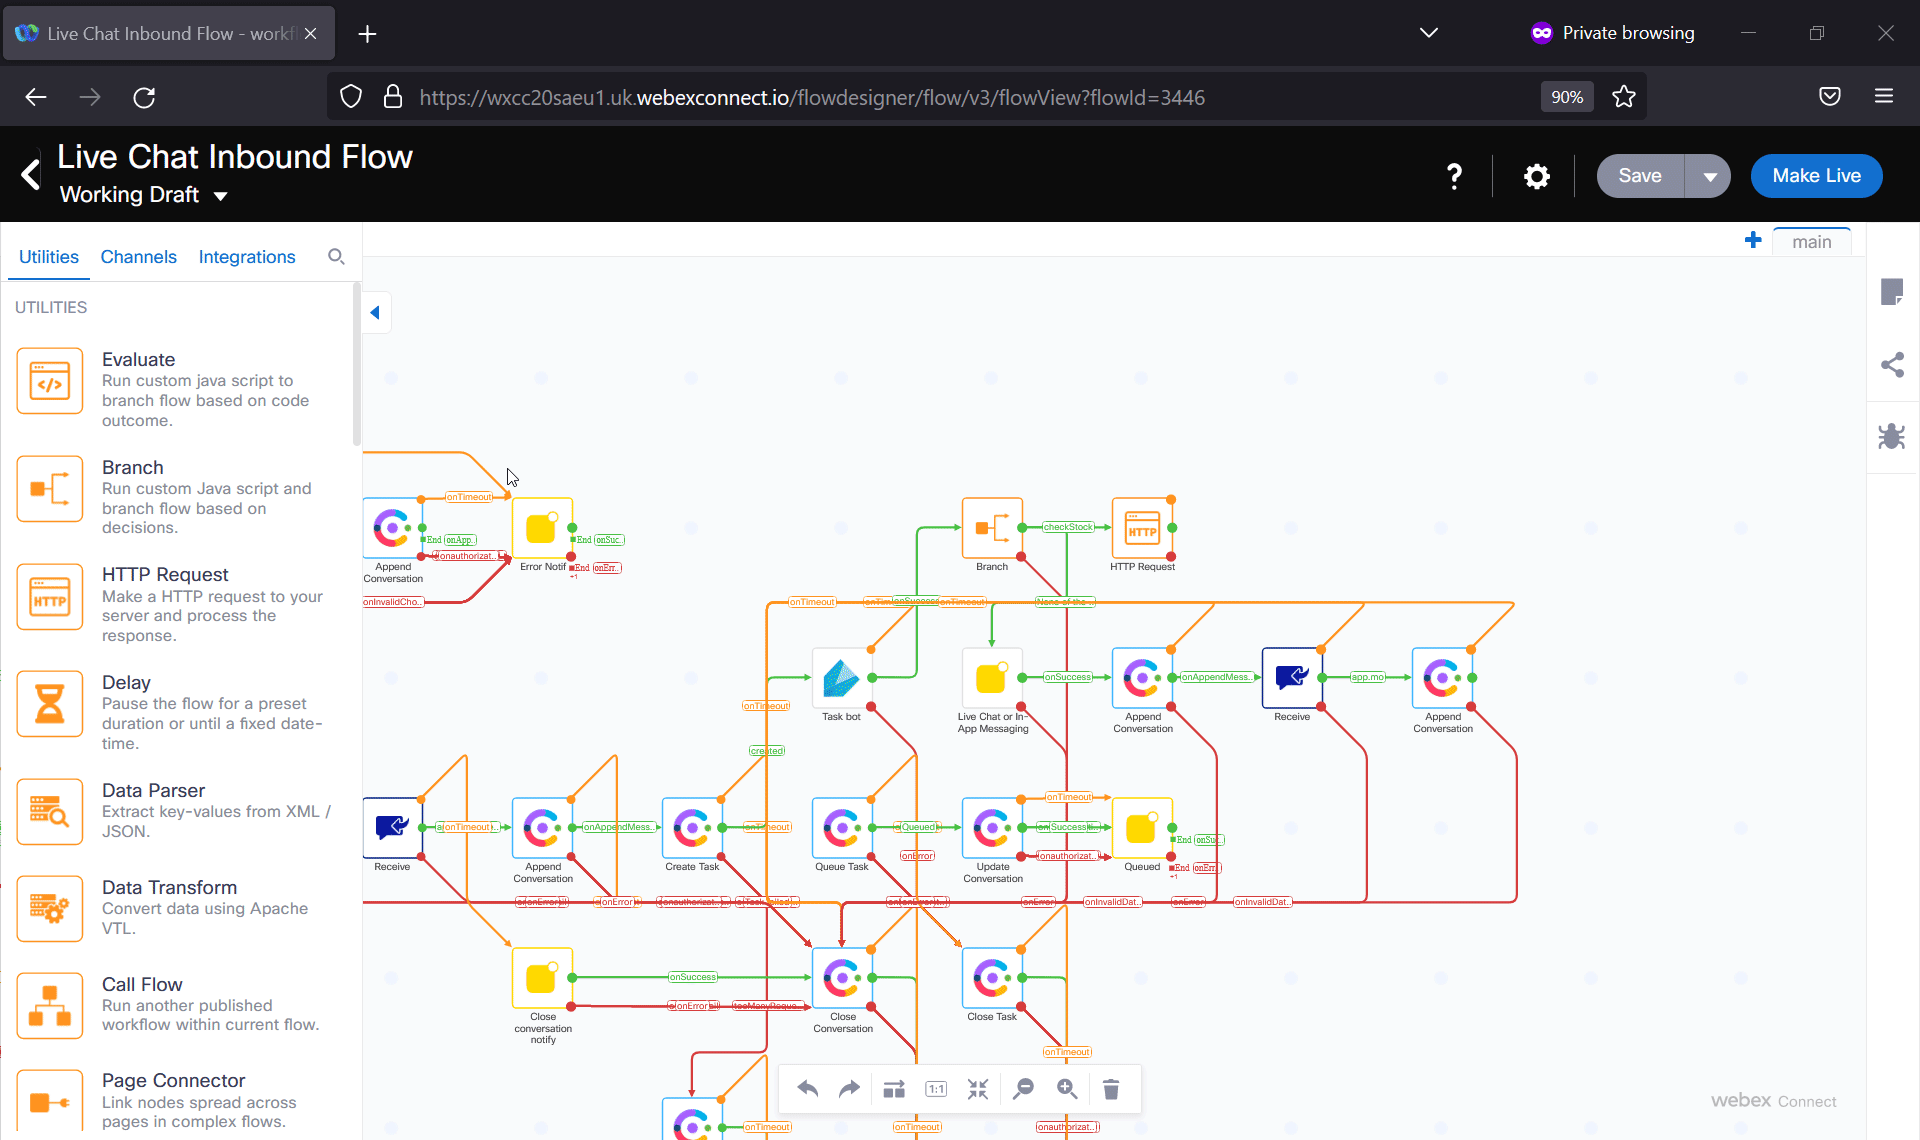 Live Chat Inbound Flow - workfl
Private browsing
https://wxcc20saeu1.uk.webexconnect.io/flowdesigner/flow/v3/flowView?flowId=3446
90%
Live Chat Inbound Flow
Working Draft
?
Save
Make Live
Utilities
Channels
Integrations
main
UTILITIES
Evaluate
Run custom java script to
branch flow based on code
outcome.
Branch
Run custom Java script and
branch flow based on
decisions.
HTTP
HTTP Request
Make a HTTP request to your
server and process the
response.
Delay
Pause the flow for a preset
duration or until a fixed date-
time.
Data Parser
Extract key-values from XML /
JSON.
Data Transform
Convert data using Apache
VTL.
Call Flow
Run another published
workflow within current flow.
Page Connector
Link nodes spread across
pages in complex flows.
onTimeout
End onApp..
onauthorizat..
Append
Conversation
onInvalidCho..
End onSuc..
Error Notif
End onErr..
+1
Branch
checkStock
HTTP
HTTP Request
onTimeout
onSuccess
onTimeout
None of the ..
Task bot
onTimeout
created
Live Chat or In-
App Messaging
onSuccess
Append
Conversation
onAppendMess..
Receive
app.mo
Append
Conversation
onTimeout
Receive
Append
Conversation
onAppendMess..
Create Task
onTimeout
Queue Task
Queued
onError
Update
Conversation
onTimeout
onSuccess
onauthorizat..
Queued
End onSuc..
End onErr..
+1
onError
onError
onauthorizat..
onError
onInvalidDat..
onError
onInvalidDat..
Close
conversation
notify
onSuccess
onError
tooManyReque..
Close
Conversation
Close Task
onTimeout
1:1
onTimeout
onTimeout
onauthorizat..
webex Connect